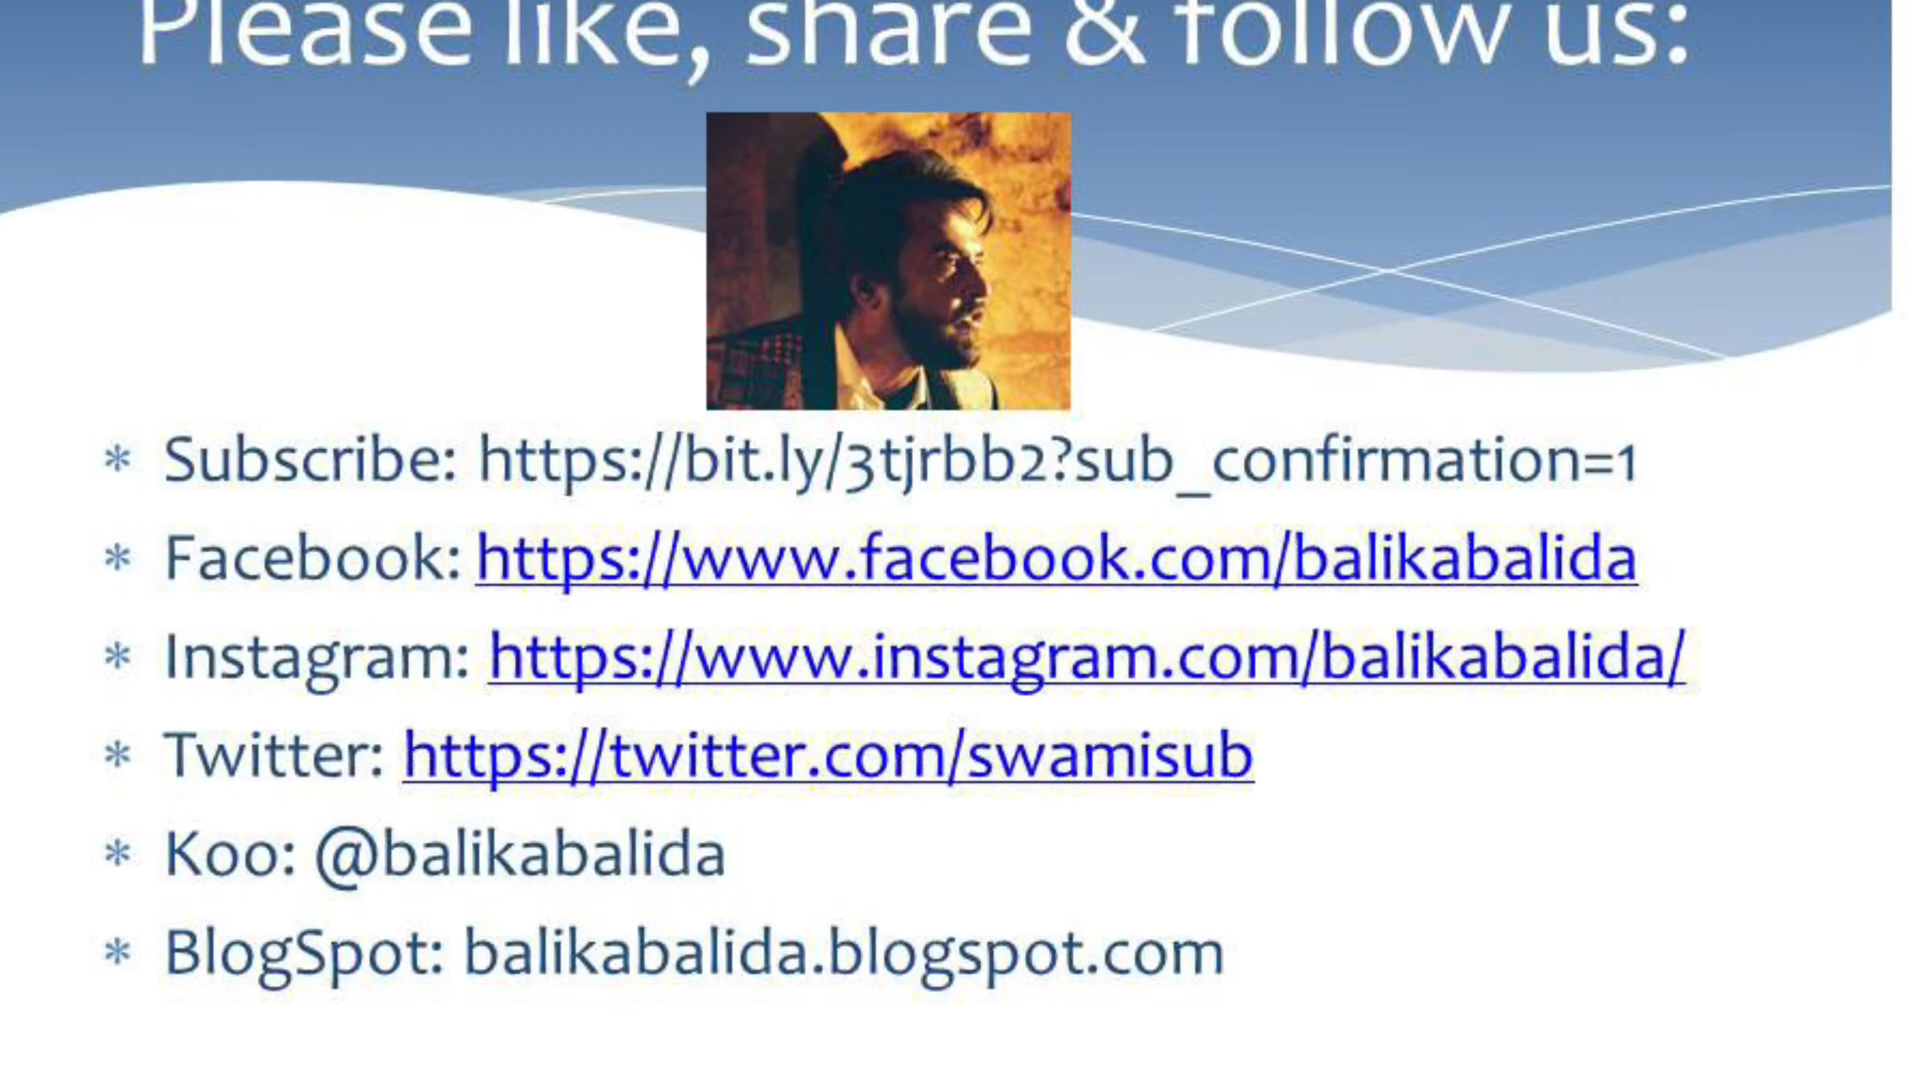 Please like, share & follow us:
* Subscribe: https://bit.ly/3tjrbb2?sub_confirmation=1
* Facebook: https://www.facebook.com/balikabalida
* Instagram: https://www.instagram.com/balikabalida/
* Twitter: https://twitter.com/swamisub
* Koo: @balikabalida
* BlogSpot: balikabalida.blogspot.com